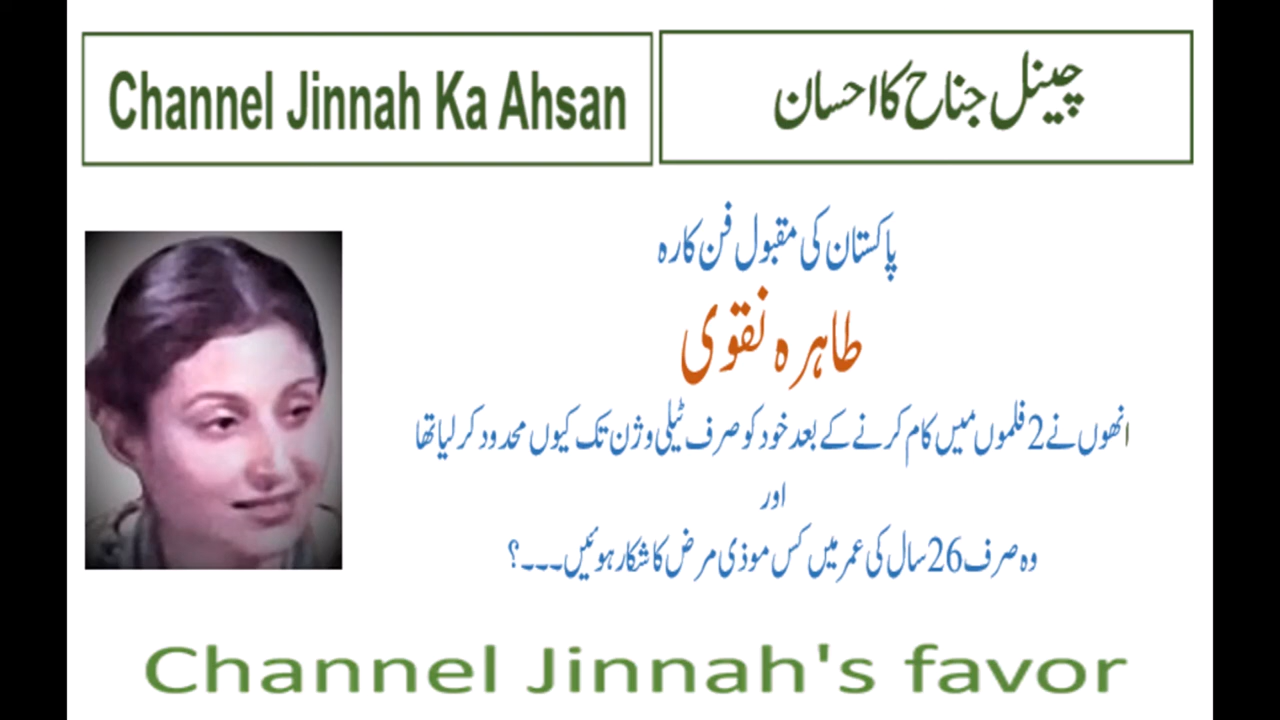 Channel Jinnah Ka Ahsan
چینل جناح کا احسان
پاکستان کی مقبول فن کارہ
طاہرہ نقوی
انھوں نے 2 فلموں میں کام کرنے کے بعد خود کو صرف ٹیلی وژن تک کیوں محدود کر لیا تھا
اور
وہ صرف 26 سال کی عمر میں کس موذی مرض کا شکار ہوئیں ۔۔۔؟
Channel Jinnah's favor